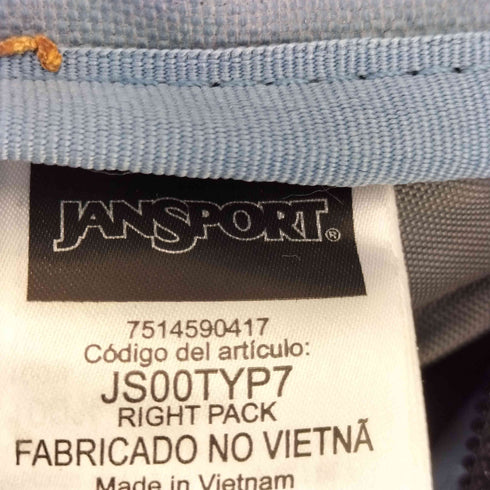 JANSPORT®
7514590417
Código del artículo:
JS00TYP7
RIGHT PACK
FABRICADO NO VIETNÃ
Made in Vietnam